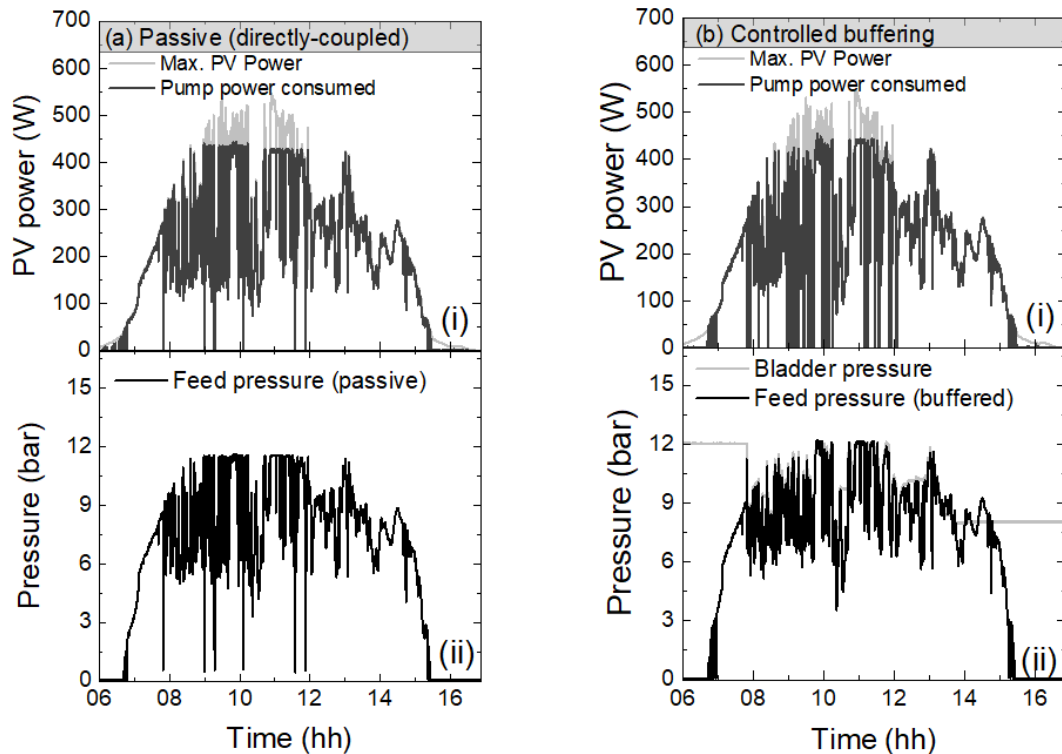 (a) Passive (directly-coupled)
Max. PV Power
Pump power consumed
PV power (W)
700
600
500
400
300
200
100
0
(i)
Feed pressure (passive)
Pressure (bar)
15
12
9
6
3
0
(ii)
06 08 10 12 14 16
Time (hh)
(b) Controlled buffering
Max. PV Power
Pump power consumed
PV power (W)
700
600
500
400
300
200
100
0
(i)
Bladder pressure
Feed pressure (buffered)
Pressure (bar)
15
12
9
6
3
0
(ii)
06 08 10 12 14 16
Time (hh)